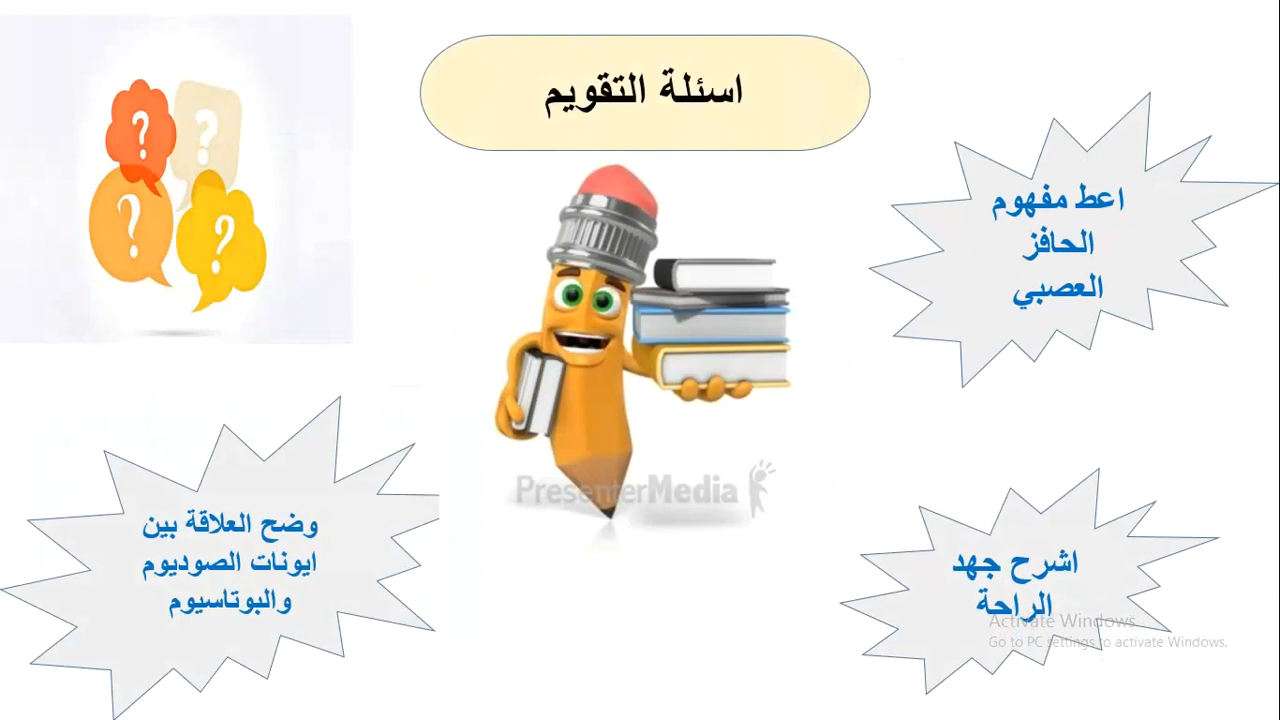 اسئلة التقويم
اعط مفهوم
الحافز
العصبي
اشرح جهد
الراحة
وضح العلاقة بين
ايونات الصوديوم
والبوتاسيوم
? ?
? ?
PresenterMedia
Activate Windows
Go to PC settings to activate Windows.